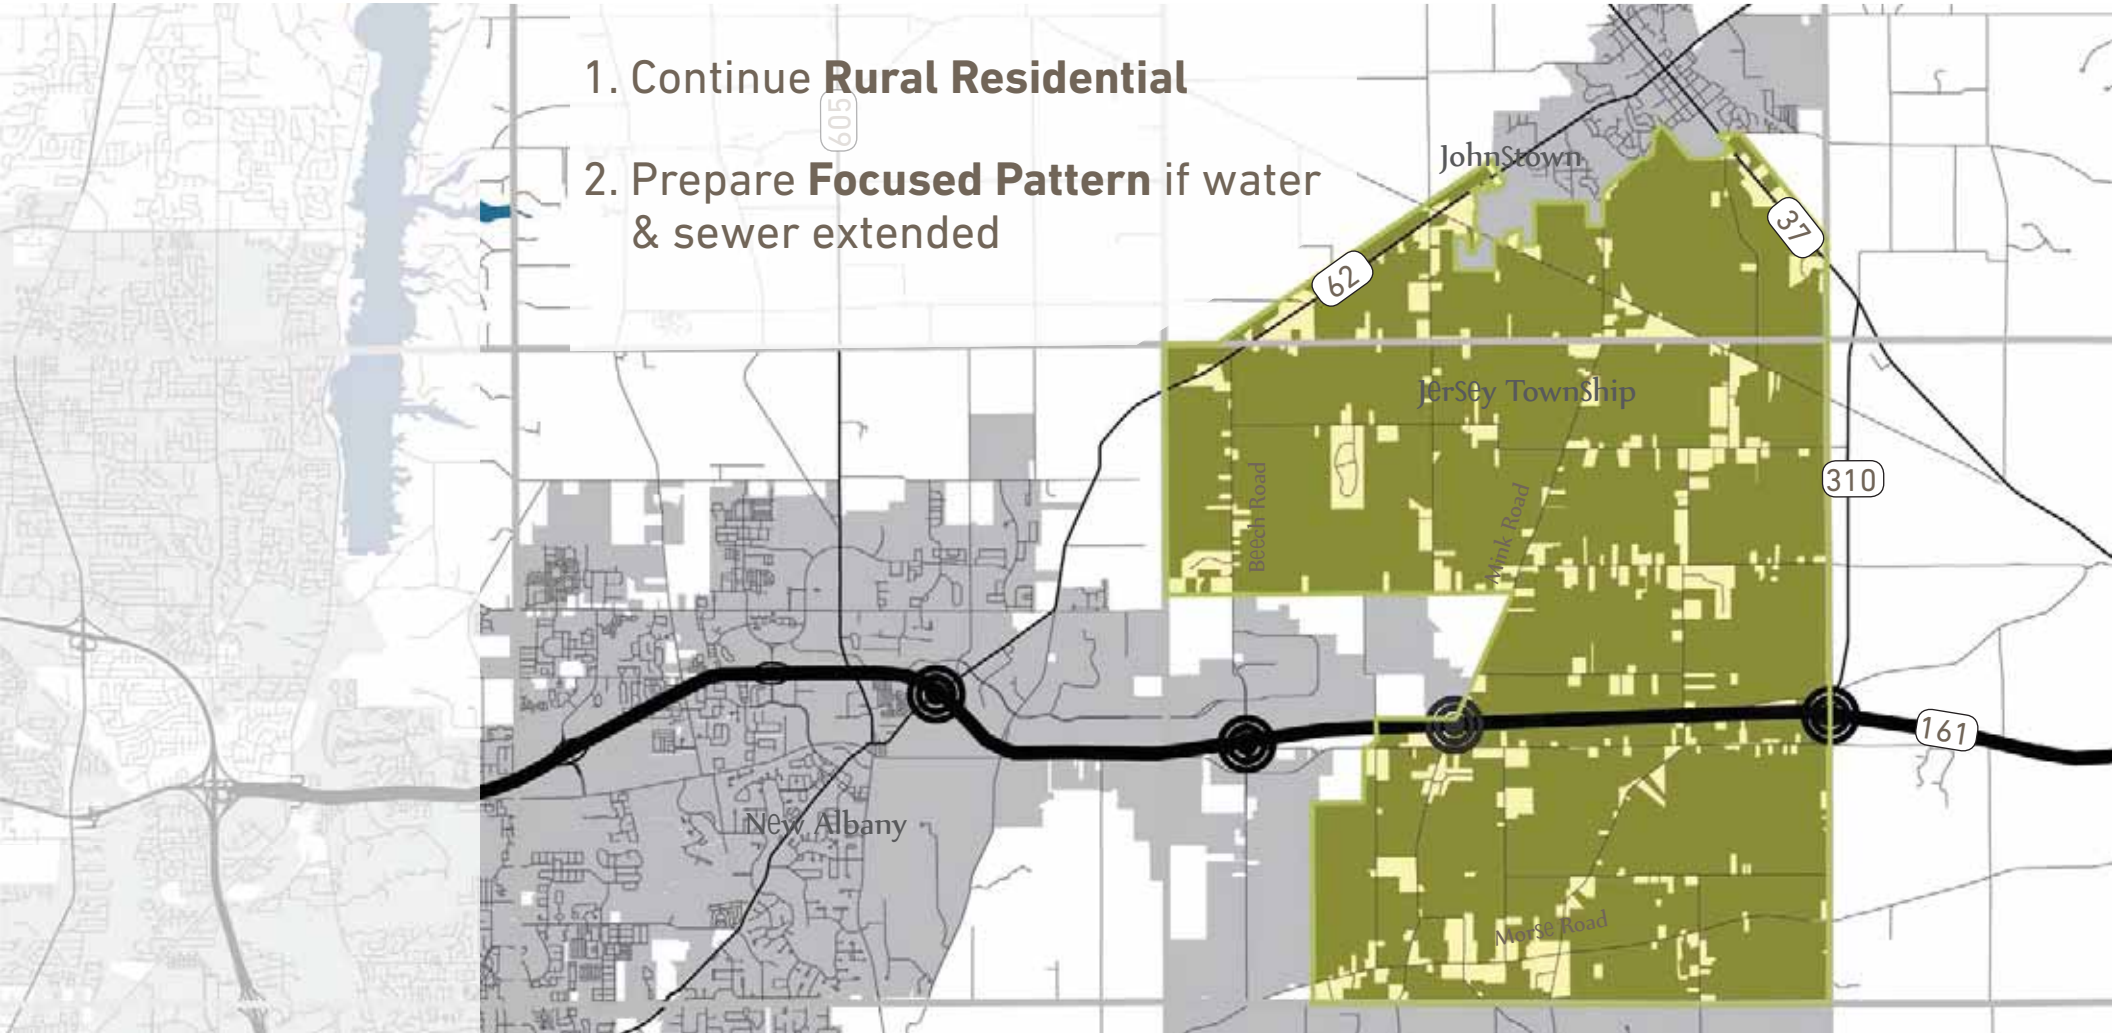 1. Continue Rural Residential
605
2. Prepare Focused Pattern if water
& sewer extended
Johnstown
37
62
Jersey Township
Beech Road
Mink Road
310
161
New Albany
Morse Road